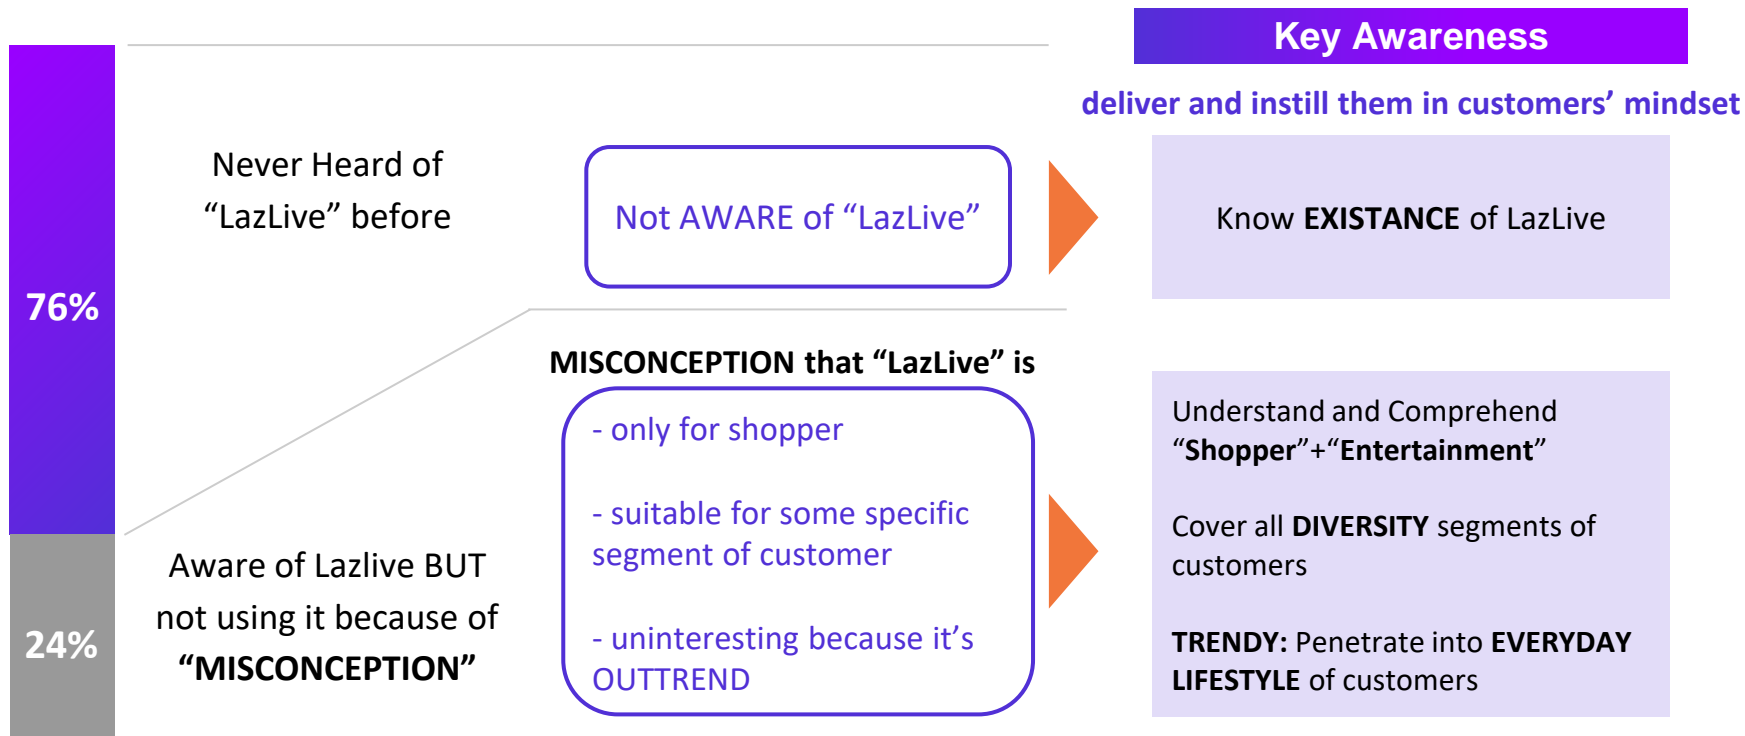 Key Awareness
deliver and instill them in customers’ mindset
76%
Never Heard of
“LazLive” before
Not AWARE of “LazLive”
Know EXISTANCE of LazLive
24%
Aware of Lazlive BUT
not using it because of
“MISCONCEPTION”
MISCONCEPTION that “LazLive” is
- only for shopper
- suitable for some specific
segment of customer
- uninteresting because it’s
OUTTREND
Understand and Comprehend
“Shopper”+“Entertainment”
Cover all DIVERSITY segments of
customers
TRENDY: Penetrate into EVERYDAY
LIFESTYLE of customers